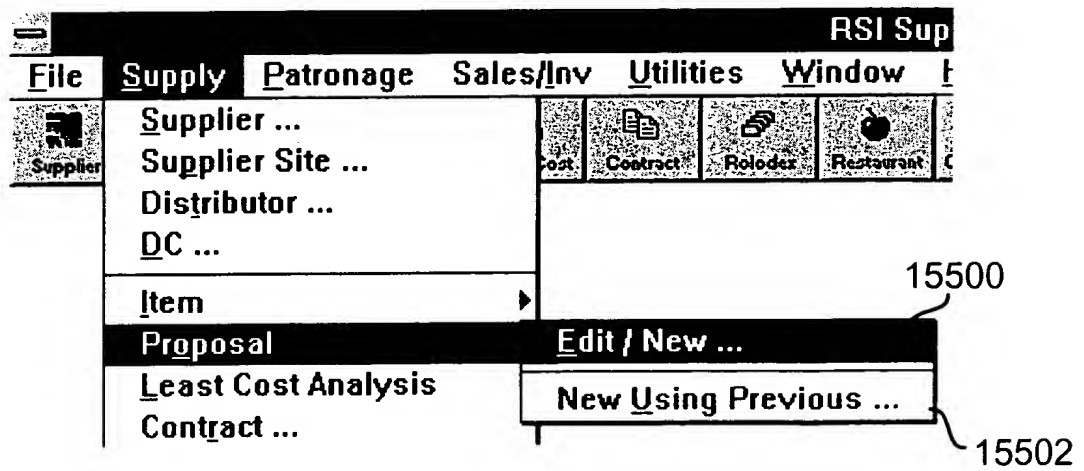 RSI Sup
File Supply Patronage Sales/Inv Utilities Window
Supplier Cost Contract Rolodex Restaurant
Supplier ...
Supplier Site ...
Distributor ...
DC ...
Item
Proposal
Least Cost Analysis
Contract ...
15500
Edit / New ...
New Using Previous ...
15502